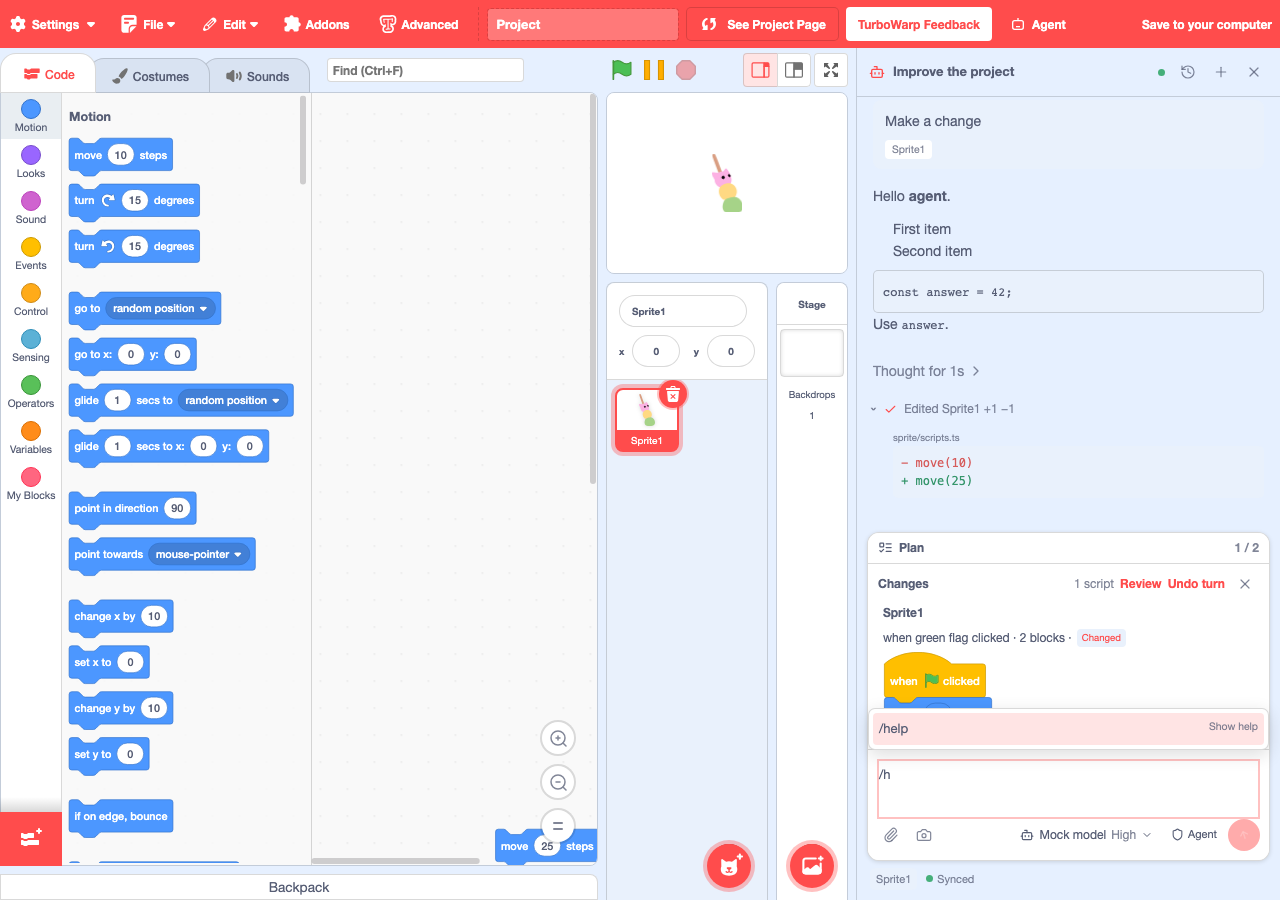 Settings File Edit Addons Advanced Project See Project Page TurboWarp Feedback Agent Save to your computer
Code Costumes Sounds
Find (Ctrl+F)
Motion
Looks
Sound
Events
Control
Sensing
Operators
Variables
My Blocks
Motion
move 10 steps
turn 15 degrees
turn 15 degrees
go to random position
go to x: 0 y: 0
glide 1 secs to random position
glide 1 secs to x: 0 y: 0
point in direction 90
point towards mouse-pointer
change x by 10
set x to 0
change y by 10
set y to 0
if on edge, bounce
move 25 steps
Backpack
Sprite1
x 0 y 0
Sprite1
Stage
Backdrops
1
Improve the project
Make a change
Sprite1
Hello agent.
First item
Second item
const answer = 42;
Use answer.
Thought for 1s
Edited Sprite1 +1 −1
sprite/scripts.ts
− move(10)
+ move(25)
Plan 1 / 2
Changes 1 script Review Undo turn
Sprite1
when green flag clicked · 2 blocks · Changed
when clicked
/help Show help
/h
Mock model High Agent
Sprite1 Synced